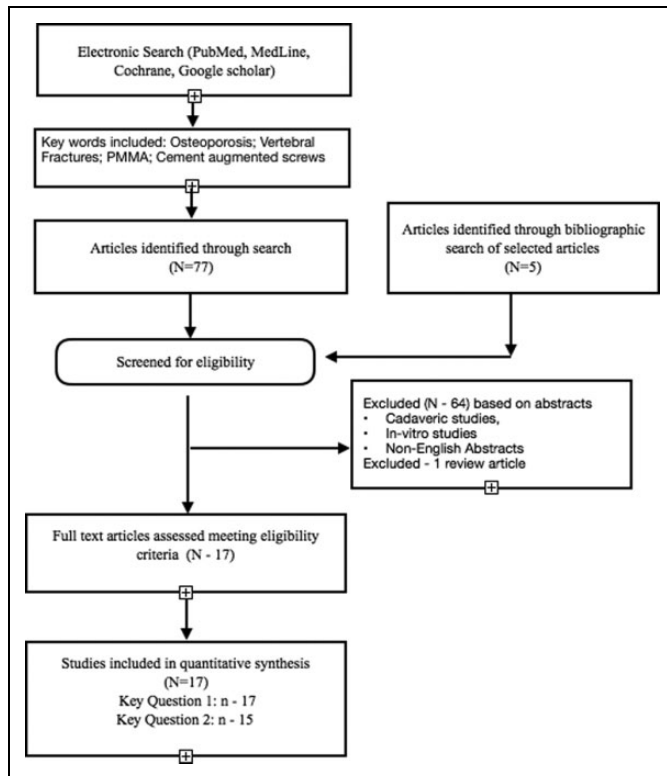 Electronic Search (PubMed, MedLine,
Cochrane, Google scholar)
Key words included: Osteoporosis; Vertebral
Fractures; PMMA; Cement augmented screws
Articles identified through search
(N=77)
Articles identified through bibliographic
search of selected articles
(N=5)
Screened for eligibility
Excluded (N - 64) based on abstracts
• Cadaveric studies,
• In-vitro studies
• Non-English Abstracts
Excluded - 1 review article
Full text articles assessed meeting eligibility
criteria (N - 17)
Studies included in quantitative synthesis
(N=17)
Key Question 1: n - 17
Key Question 2: n - 15